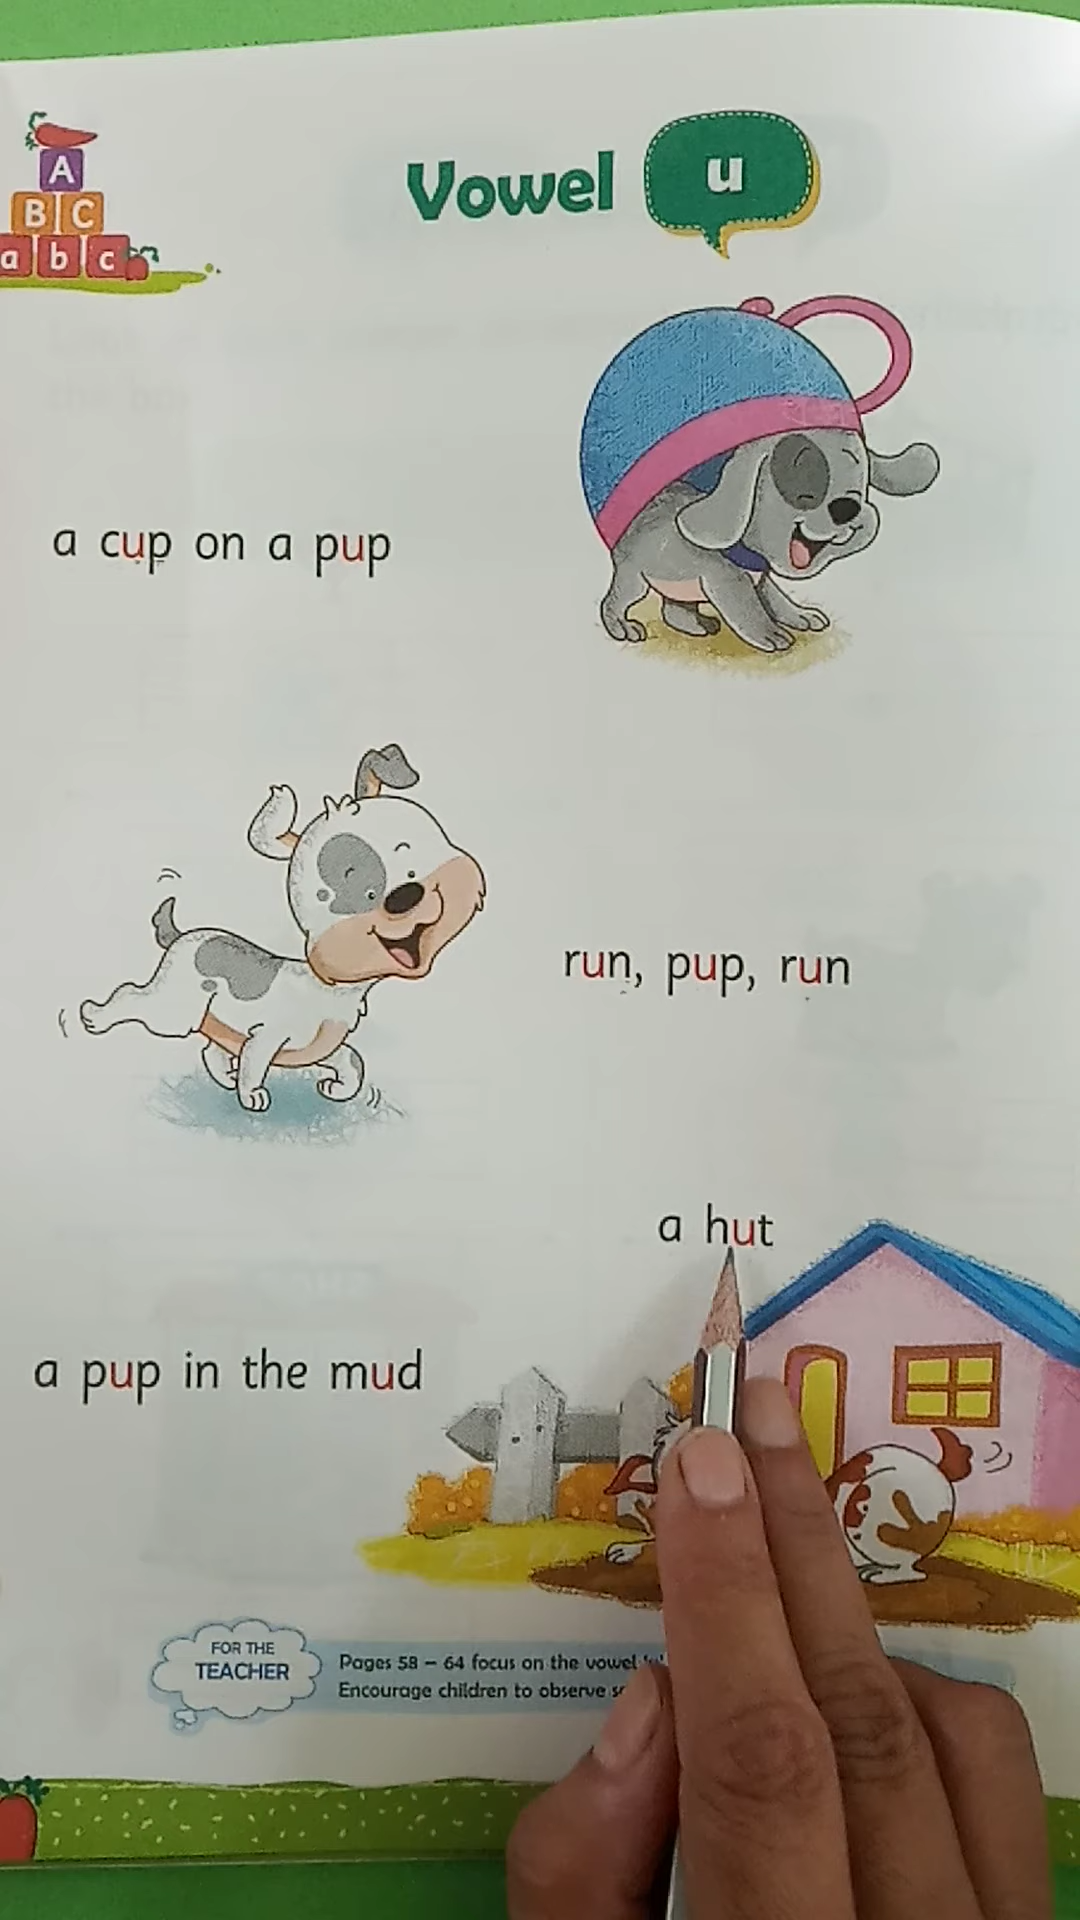 A
B C
a b c
Vowel u
a cup on a pup
run, pup, run
a hut
a pup in the mud
FOR THE
TEACHER
Pages 58 – 64 focus on the vowel
Encourage children to observe